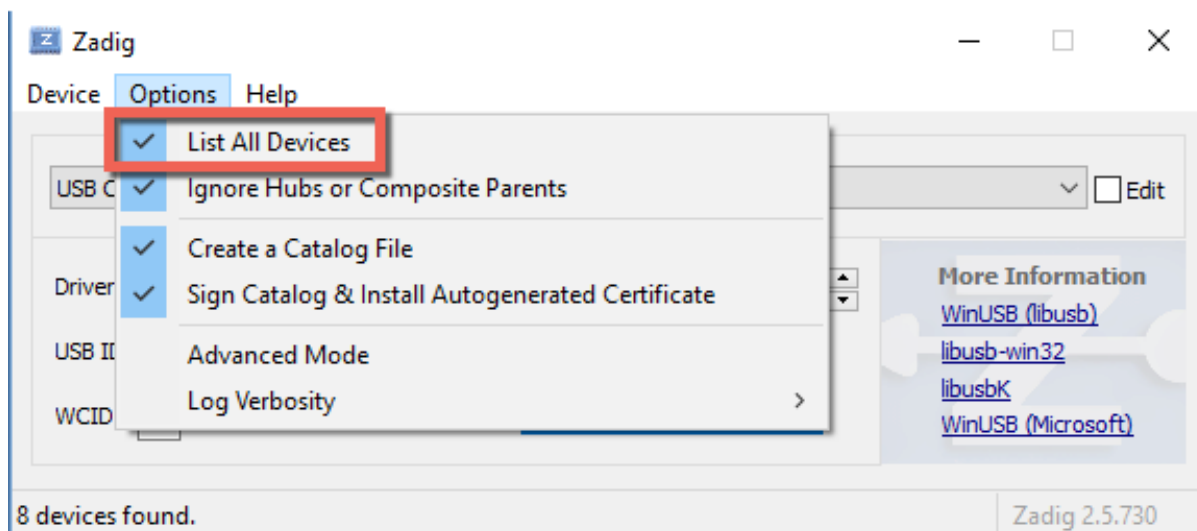 Zadig
Device Options Help
List All Devices
USB C
Ignore Hubs or Composite Parents
Edit
Create a Catalog File
Driver
Sign Catalog & Install Autogenerated Certificate
More Information
WinUSB (libusb)
USB ID
Advanced Mode
libusb-win32
Log Verbosity
libusbK
WCID
WinUSB (Microsoft)
8 devices found.
Zadig 2.5.730